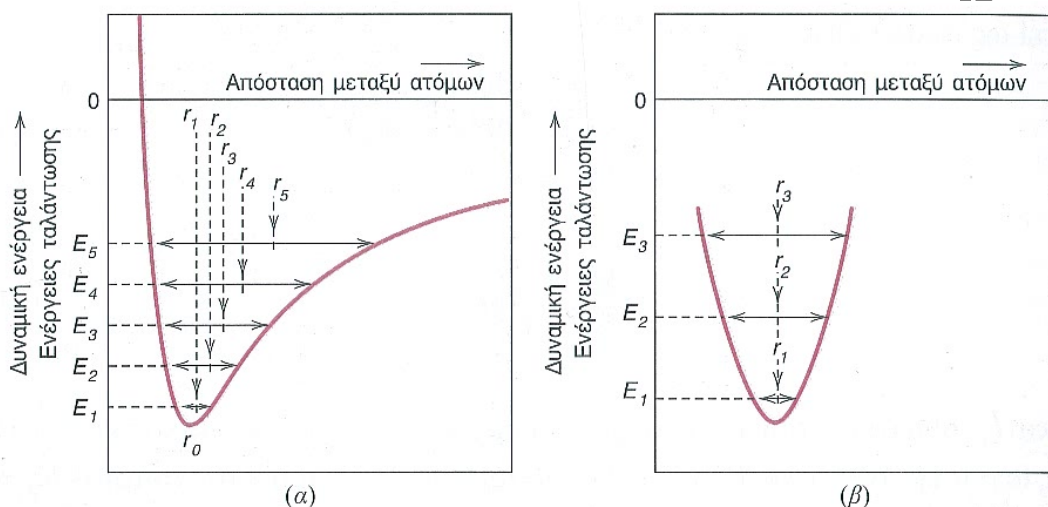 Απόσταση μεταξύ ατόμων
0
r1
r2
r3
r4
r5
E5
E4
E3
E2
E1
r0
Δυναμική ενέργεια
Ενέργειες ταλάντωσης
(α)
Απόσταση μεταξύ ατόμων
0
r3
r2
r1
E3
E2
E1
Δυναμική ενέργεια
Ενέργειες ταλάντωσης
(β)